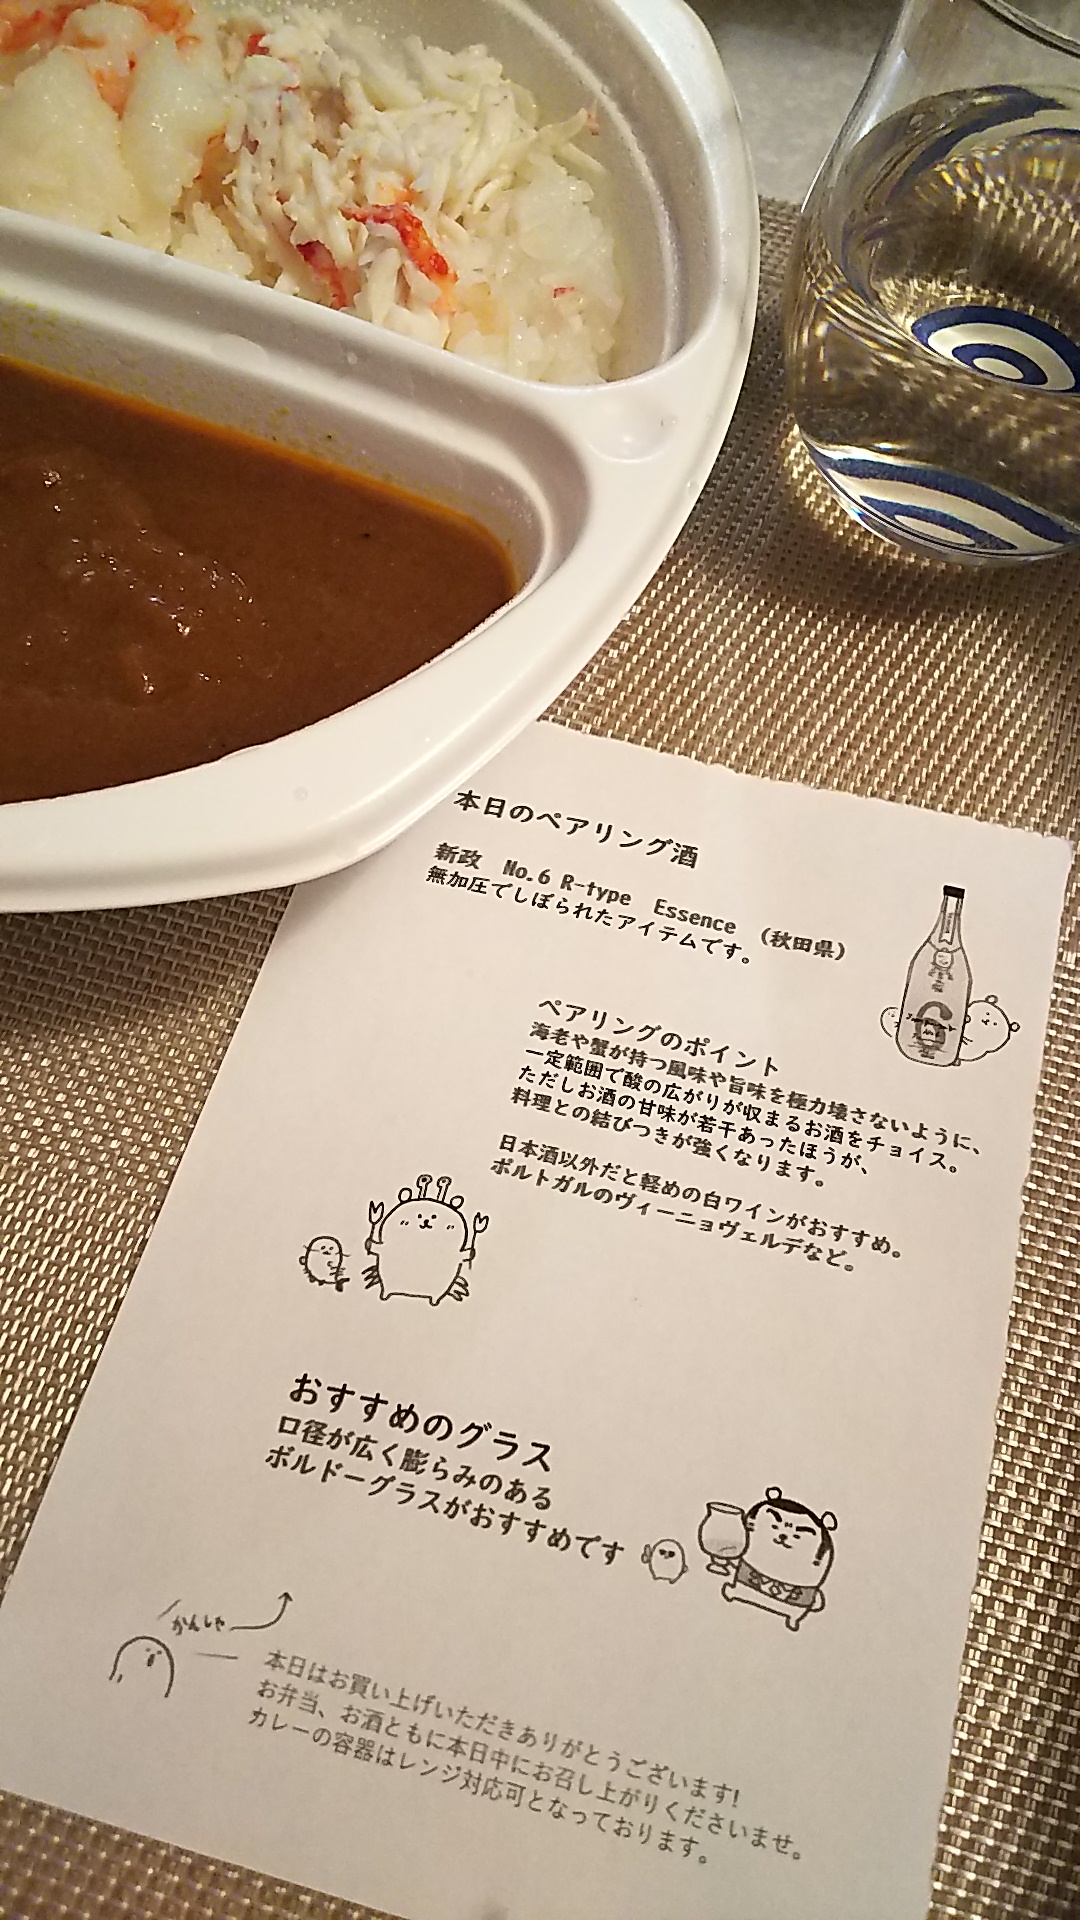 本日のペアリング酒
新政 No.6 R-type Essence (秋田県)
無加圧でしぼられたアイテムです。
ペアリングのポイント
海老や蟹が持つ風味や旨味を極力壊さないように、
一定範囲で酸の広がりが収まるお酒をチョイス。
ただしお酒の甘味が若干あったほうが、
料理との結びつきが強くなります。
日本酒以外だと軽めの白ワインがおすすめ。
ポルトガルのヴィーニョヴェルデなど。
おすすめのグラス
口径が広く膨らみのある
ボルドーグラスがおすすめです
かんしゃ
本日はお買い上げいただきありがとうございます!
お弁当、お酒ともに本日中にお召し上がりくださいませ。
カレーの容器はレンジ対応可となっております。